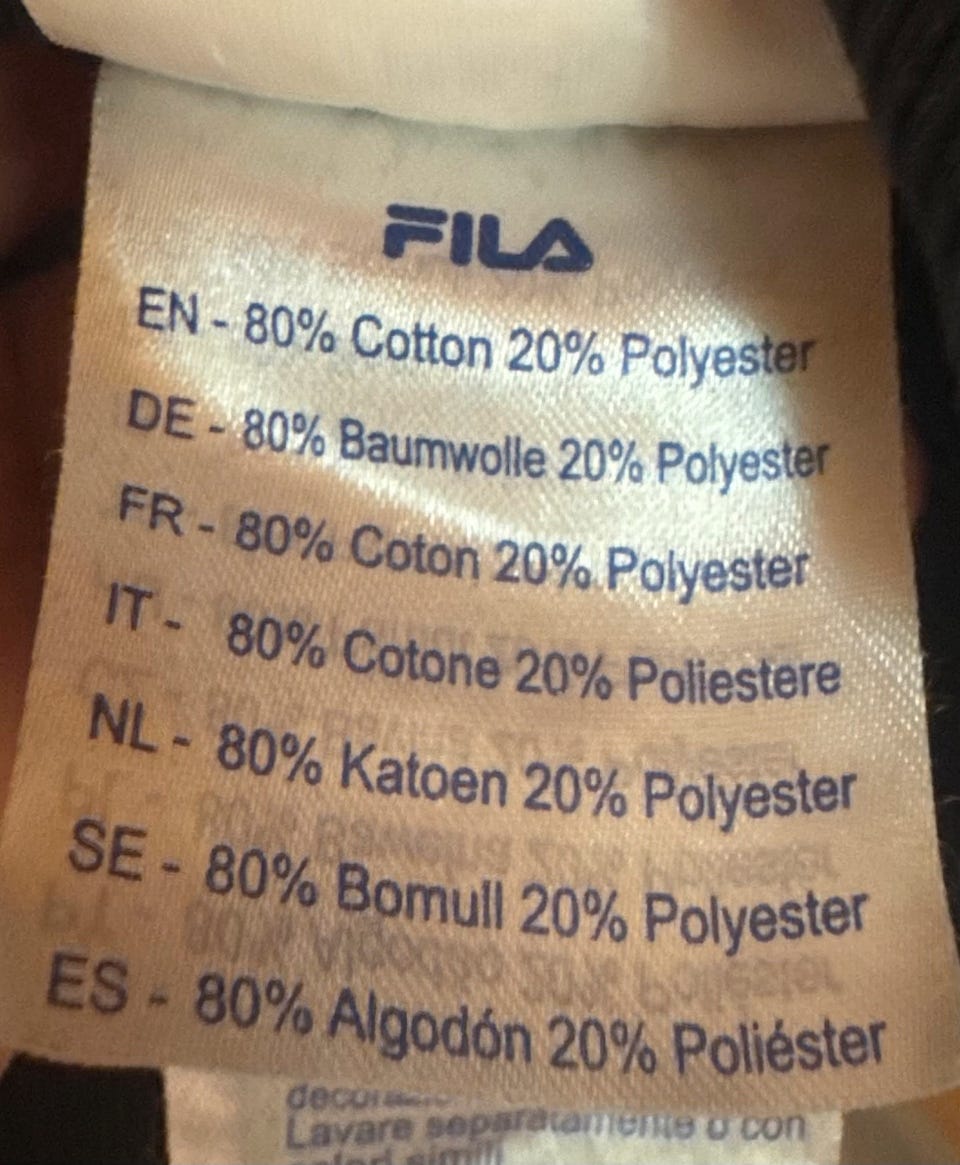 FILA
EN - 80% Cotton 20% Polyester
DE - 80% Baumwolle 20% Polyester
FR - 80% Coton 20% Polyester
IT - 80% Cotone 20% Poliestere
NL - 80% Katoen 20% Polyester
SE - 80% Bomull 20% Polyester
ES - 80% Algodón 20% Poliéster
Lavare separatamente o con
simili